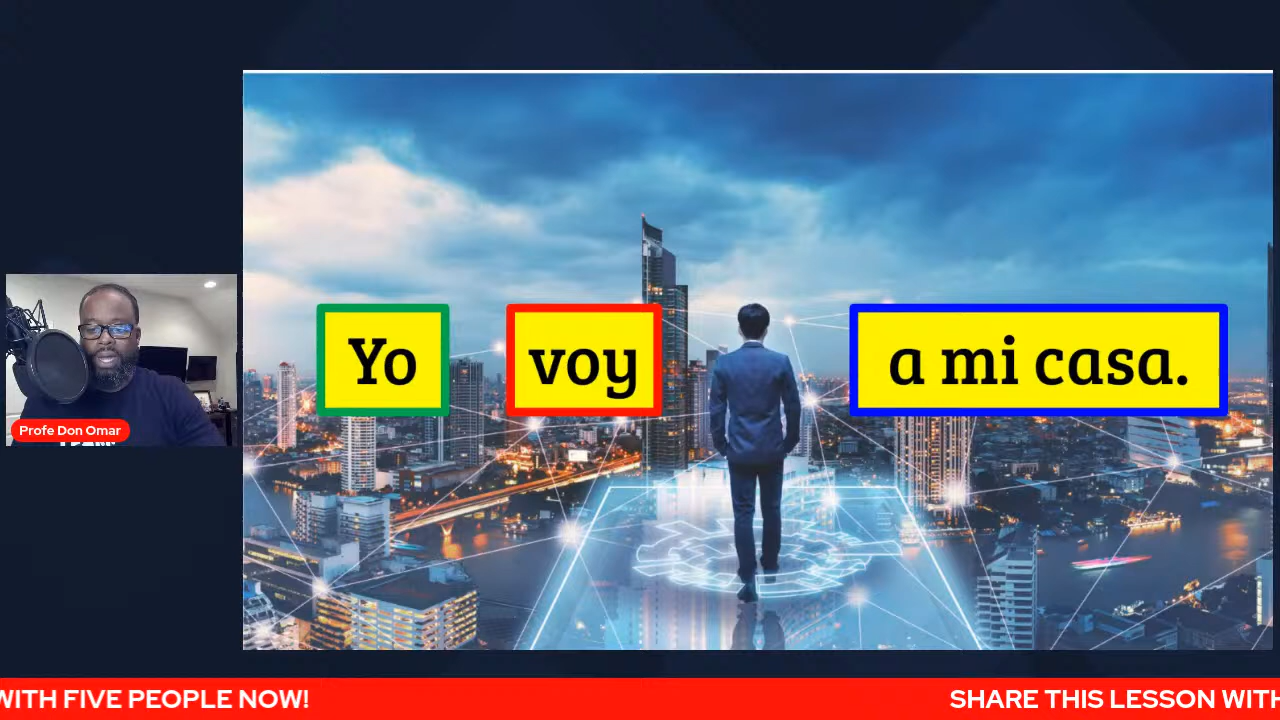 Yo voy a mi casa.
Profe Don Omar
WITH FIVE PEOPLE NOW! SHARE THIS LESSON WITH